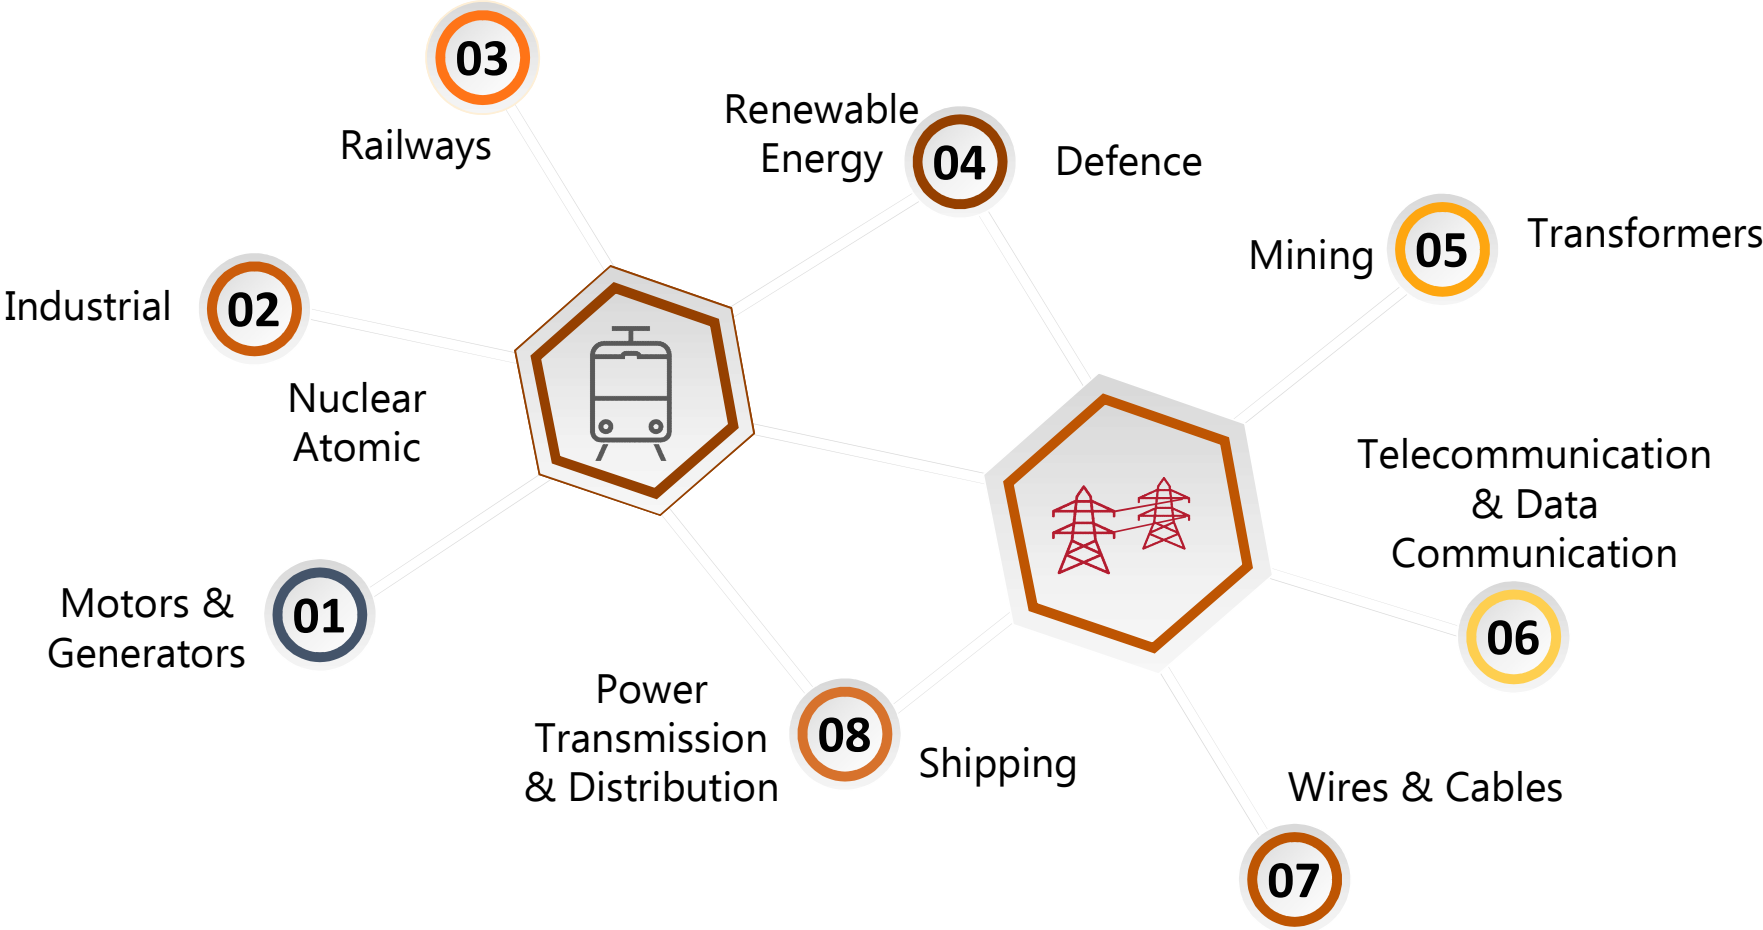 03
Railways
Renewable
Energy
04
Defence
Mining
05
Transformers
Industrial
02
Nuclear
Atomic
Telecommunication
& Data
Communication
06
Motors &
Generators
01
Power
Transmission
& Distribution
08
Shipping
Wires & Cables
07